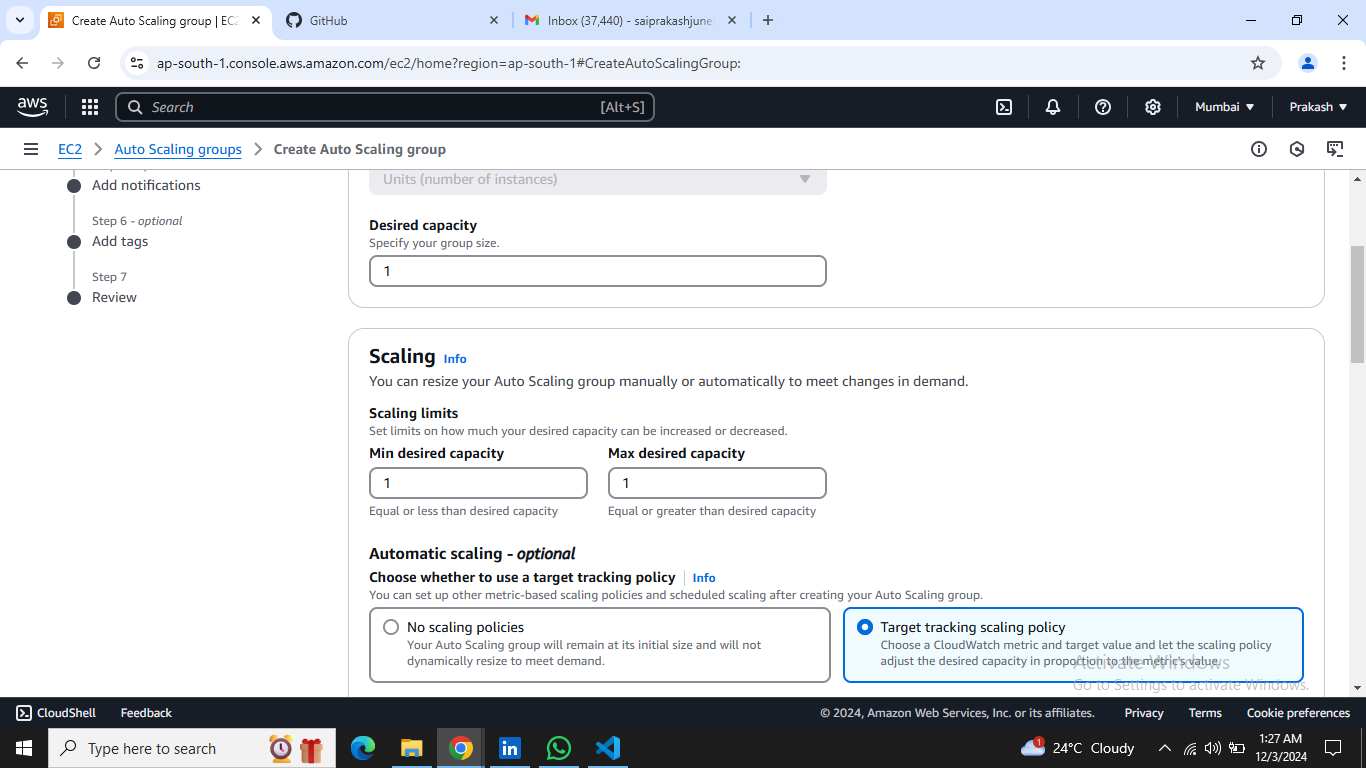 Create Auto Scaling group | EC2
GitHub
Inbox (37,440) - saiprakashjune
ap-south-1.console.aws.amazon.com/ec2/home?region=ap-south-1#CreateAutoScalingGroup:
aws
Search
[Alt+S]
Mumbai
Prakash
EC2
Auto Scaling groups
Create Auto Scaling group
Add notifications
Step 6 - optional
Add tags
Step 7
Review
Units (number of instances)
Desired capacity
Specify your group size.
1
Scaling Info
You can resize your Auto Scaling group manually or automatically to meet changes in demand.
Scaling limits
Set limits on how much your desired capacity can be increased or decreased.
Min desired capacity
1
Equal or less than desired capacity
Max desired capacity
1
Equal or greater than desired capacity
Automatic scaling - optional
Choose whether to use a target tracking policy Info
You can set up other metric-based scaling policies and scheduled scaling after creating your Auto Scaling group.
No scaling policies
Your Auto Scaling group will remain at its initial size and will not
dynamically resize to meet demand.
Target tracking scaling policy
Choose a CloudWatch metric and target value and let the scaling policy
adjust the desired capacity in proportion to the metric's value.
Activate Windows
Go to Settings to activate Windows.
CloudShell
Feedback
© 2024, Amazon Web Services, Inc. or its affiliates.
Privacy
Terms
Cookie preferences
Type here to search
1
24°C Cloudy
1:27 AM
12/3/2024